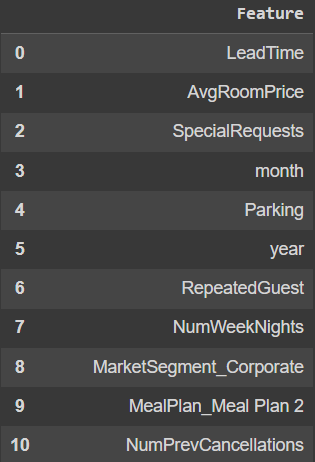 Feature
0 LeadTime
1 AvgRoomPrice
2 SpecialRequests
3 month
4 Parking
5 year
6 RepeatedGuest
7 NumWeekNights
8 MarketSegment_Corporate
9 MealPlan_Meal Plan 2
10 NumPrevCancellations